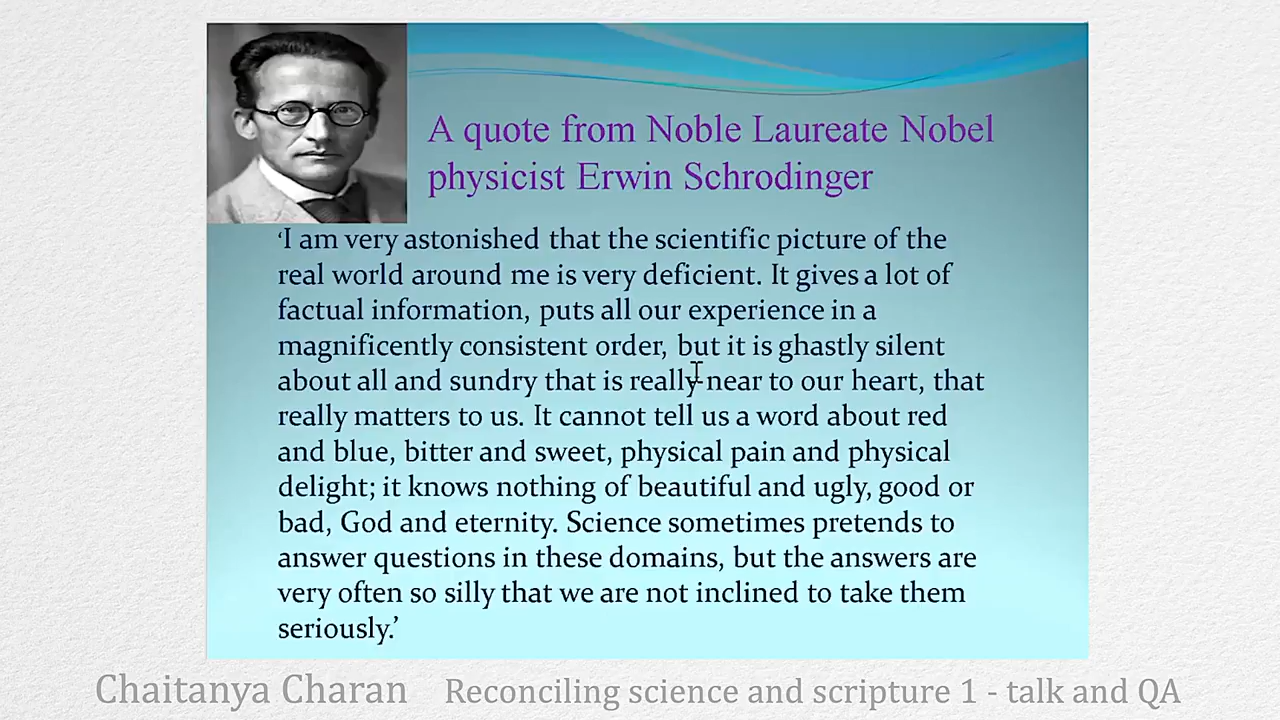 A quote from Noble Laureate Nobel
physicist Erwin Schrodinger
‘I am very astonished that the scientific picture of the
real world around me is very deficient. It gives a lot of
factual information, puts all our experience in a
magnificently consistent order, but it is ghastly silent
about all and sundry that is really near to our heart, that
really matters to us. It cannot tell us a word about red
and blue, bitter and sweet, physical pain and physical
delight; it knows nothing of beautiful and ugly, good or
bad, God and eternity. Science sometimes pretends to
answer questions in these domains, but the answers are
very often so silly that we are not inclined to take them
seriously.’
Chaitanya Charan Reconciling science and scripture 1 - talk and QA